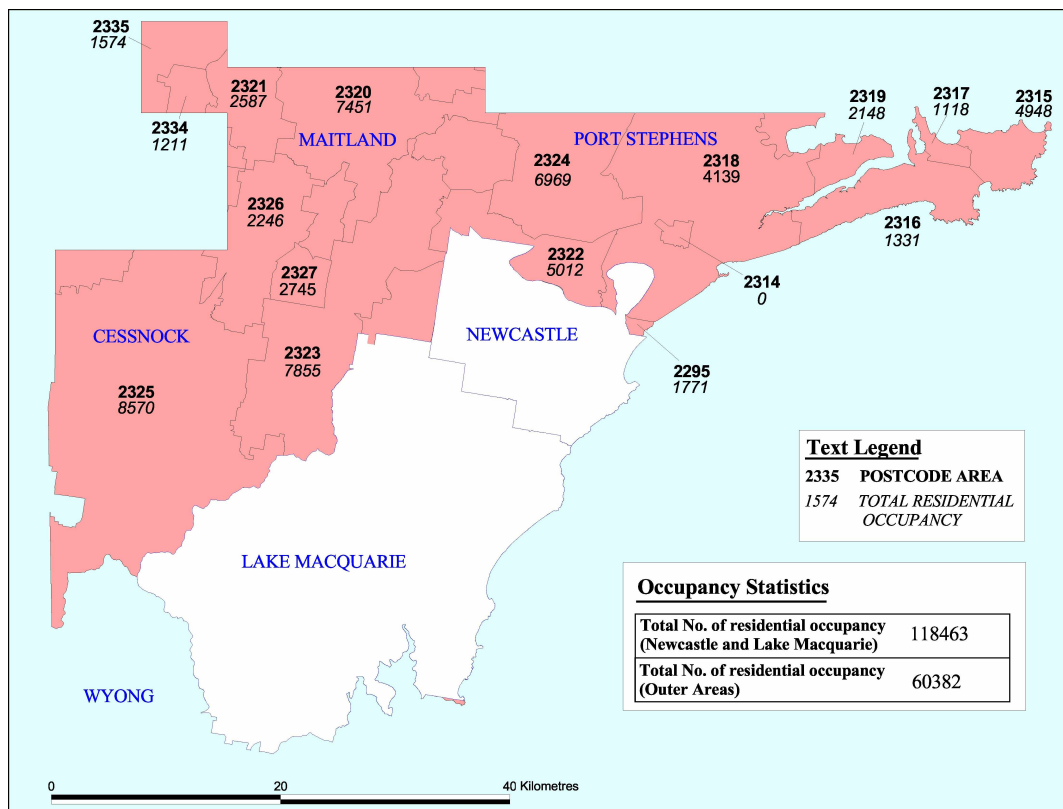 2335
1574
2321
2587
2320
7451
MAITLAND
2334
1211
PORT STEPHENS
2324
6969
2318
4139
2319
2148
2317
1118
2315
4948
2326
2246
2316
1331
2322
5012
2327
2745
2314
0
CESSNOCK
NEWCASTLE
2323
7855
2325
8570
2295
1771
Text Legend
2335 POSTCODE AREA
1574 TOTAL RESIDENTIAL
OCCUPANCY
LAKE MACQUARIE
Occupancy Statistics
Total No. of residential occupancy
(Newcastle and Lake Macquarie) 118463
Total No. of residential occupancy
(Outer Areas) 60382
WYONG
0 20 40 Kilometres